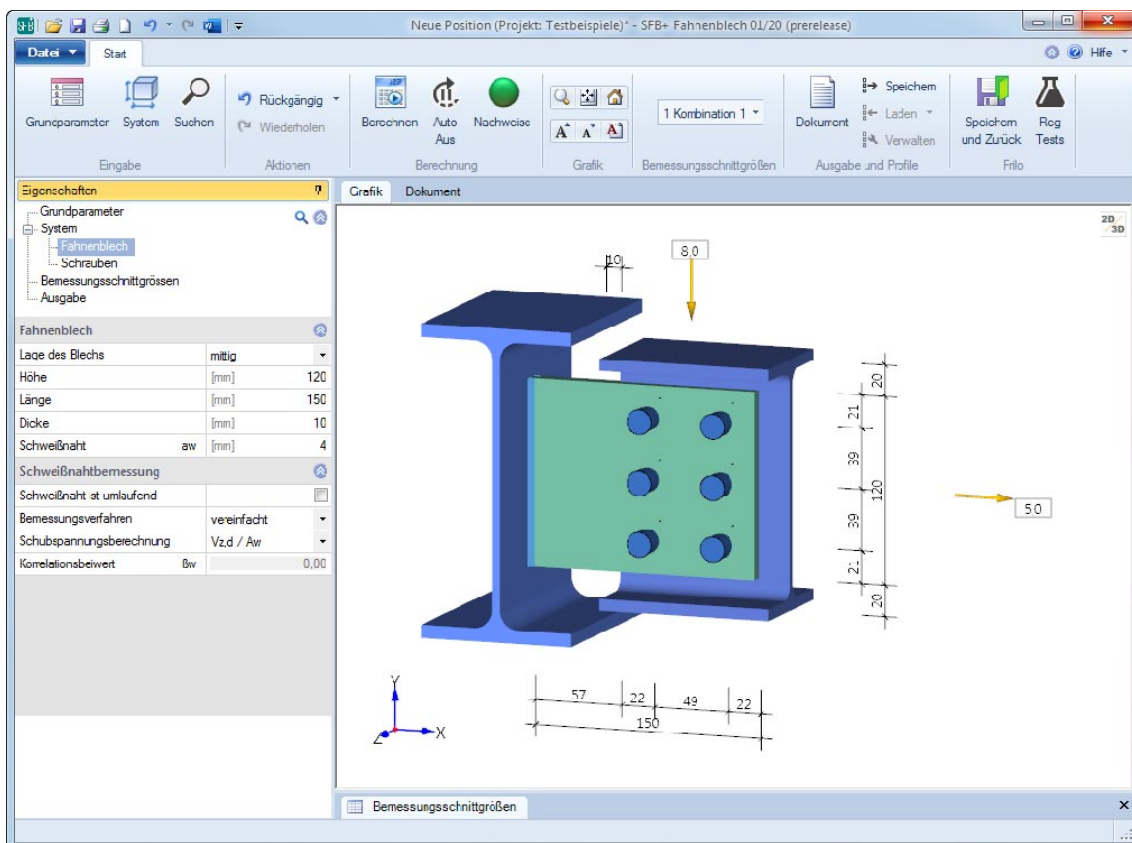 Neue Position (Projekt: Testbeispiele)* - SFB+ Fahnenblech 01/20 (prerelease)
Datei Start Hilfe
Grundparameter System Suchen
Eingabe
Rückgängig
Wiederholen
Aktionen
Berechnen Auto Aus Nachweise
Berechnung
Grafik
1 Kombination 1
Bemessungsschnittgrößen
Dokument
Speichern
Laden
Verwalten
Ausgabe und Profile
Speichern und Zurück
Reg Tests
Frilo
Eigenschaften
Grundparameter
System
Fahnenblech
Schrauben
Bemessungsschnittgrössen
Ausgabe
Fahnenblech
Lage des Blechs mittig
Höhe [mm] 120
Länge [mm] 150
Dicke [mm] 10
Schweißnaht aw [mm] 4
Schweißnahtbemessung
Schweißnaht ist umlaufend
Bemessungsverfahren vereinfacht
Schubspannungsberechnung Vz,d / Aw
Korrelationsbeiwert βw 0,00
Grafik Dokument
2D/3D
10
8.0
20
21
39
120
39
21
20
5.0
57 22 49 22
150
Y
X
Z
Bemessungsschnittgrößen